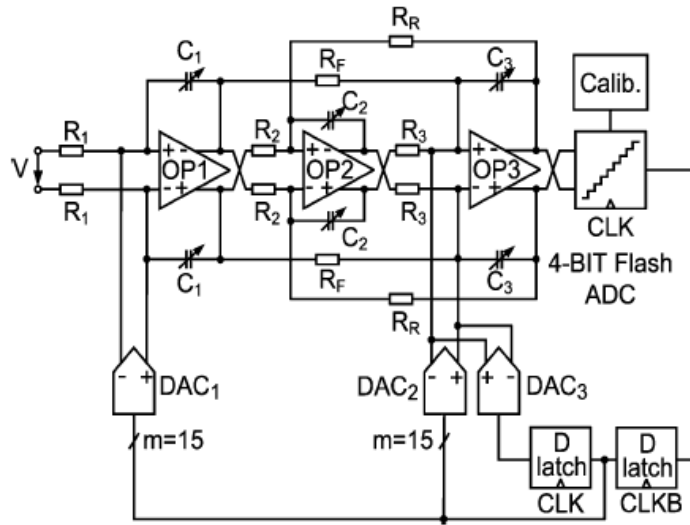 R_R
C_1
R_F
C_3
Calib.
C_2
R_1
R_2
R_3
V
+ -
OP1
- +
+ -
OP2
- +
+ -
OP3
- +
R_1
R_2
R_3
CLK
C_2
C_1
R_F
C_3
4-BIT Flash
ADC
R_R
- +
DAC_1
DAC_2
- +
+ -
DAC_3
m=15
m=15
D
latch
CLK
D
latch
CLKB